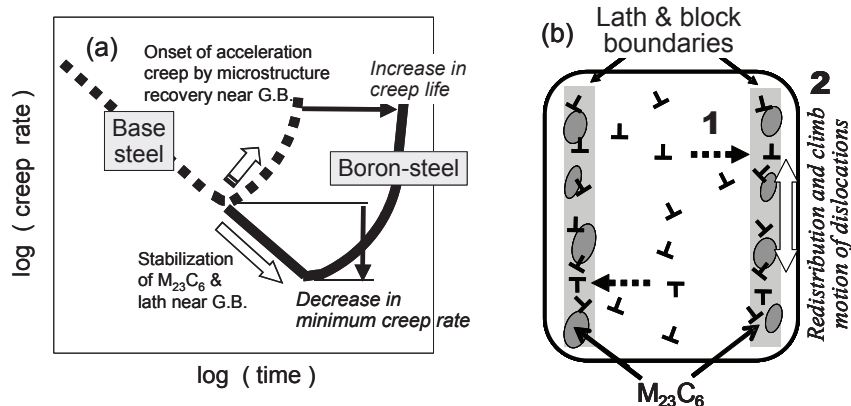 (a)
Onset of acceleration
creep by microstructure
recovery near G.B.
Increase in
creep life
Base
steel
Boron-steel
Stabilization
of M23C6 &
lath near G.B.
Decrease in
minimum creep rate
log ( creep rate)
log ( time )
(b)
Lath & block
boundaries
1
2
Redistribution and climb
motion of dislocations
M23C6